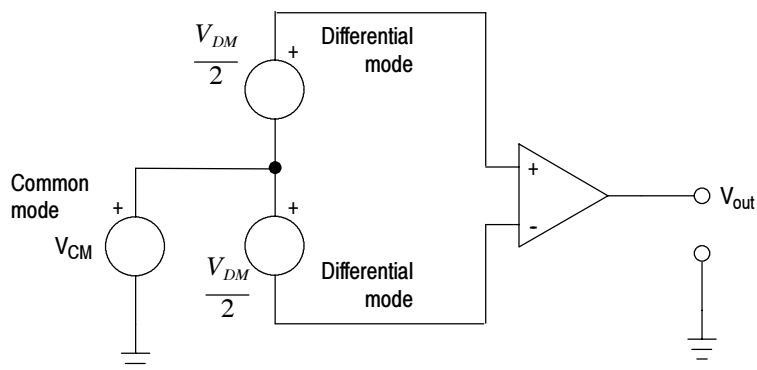 V_DM / 2
+
Differential
mode
Common
mode
+
V_CM
+
V_DM / 2
Differential
mode
+
-
V_out